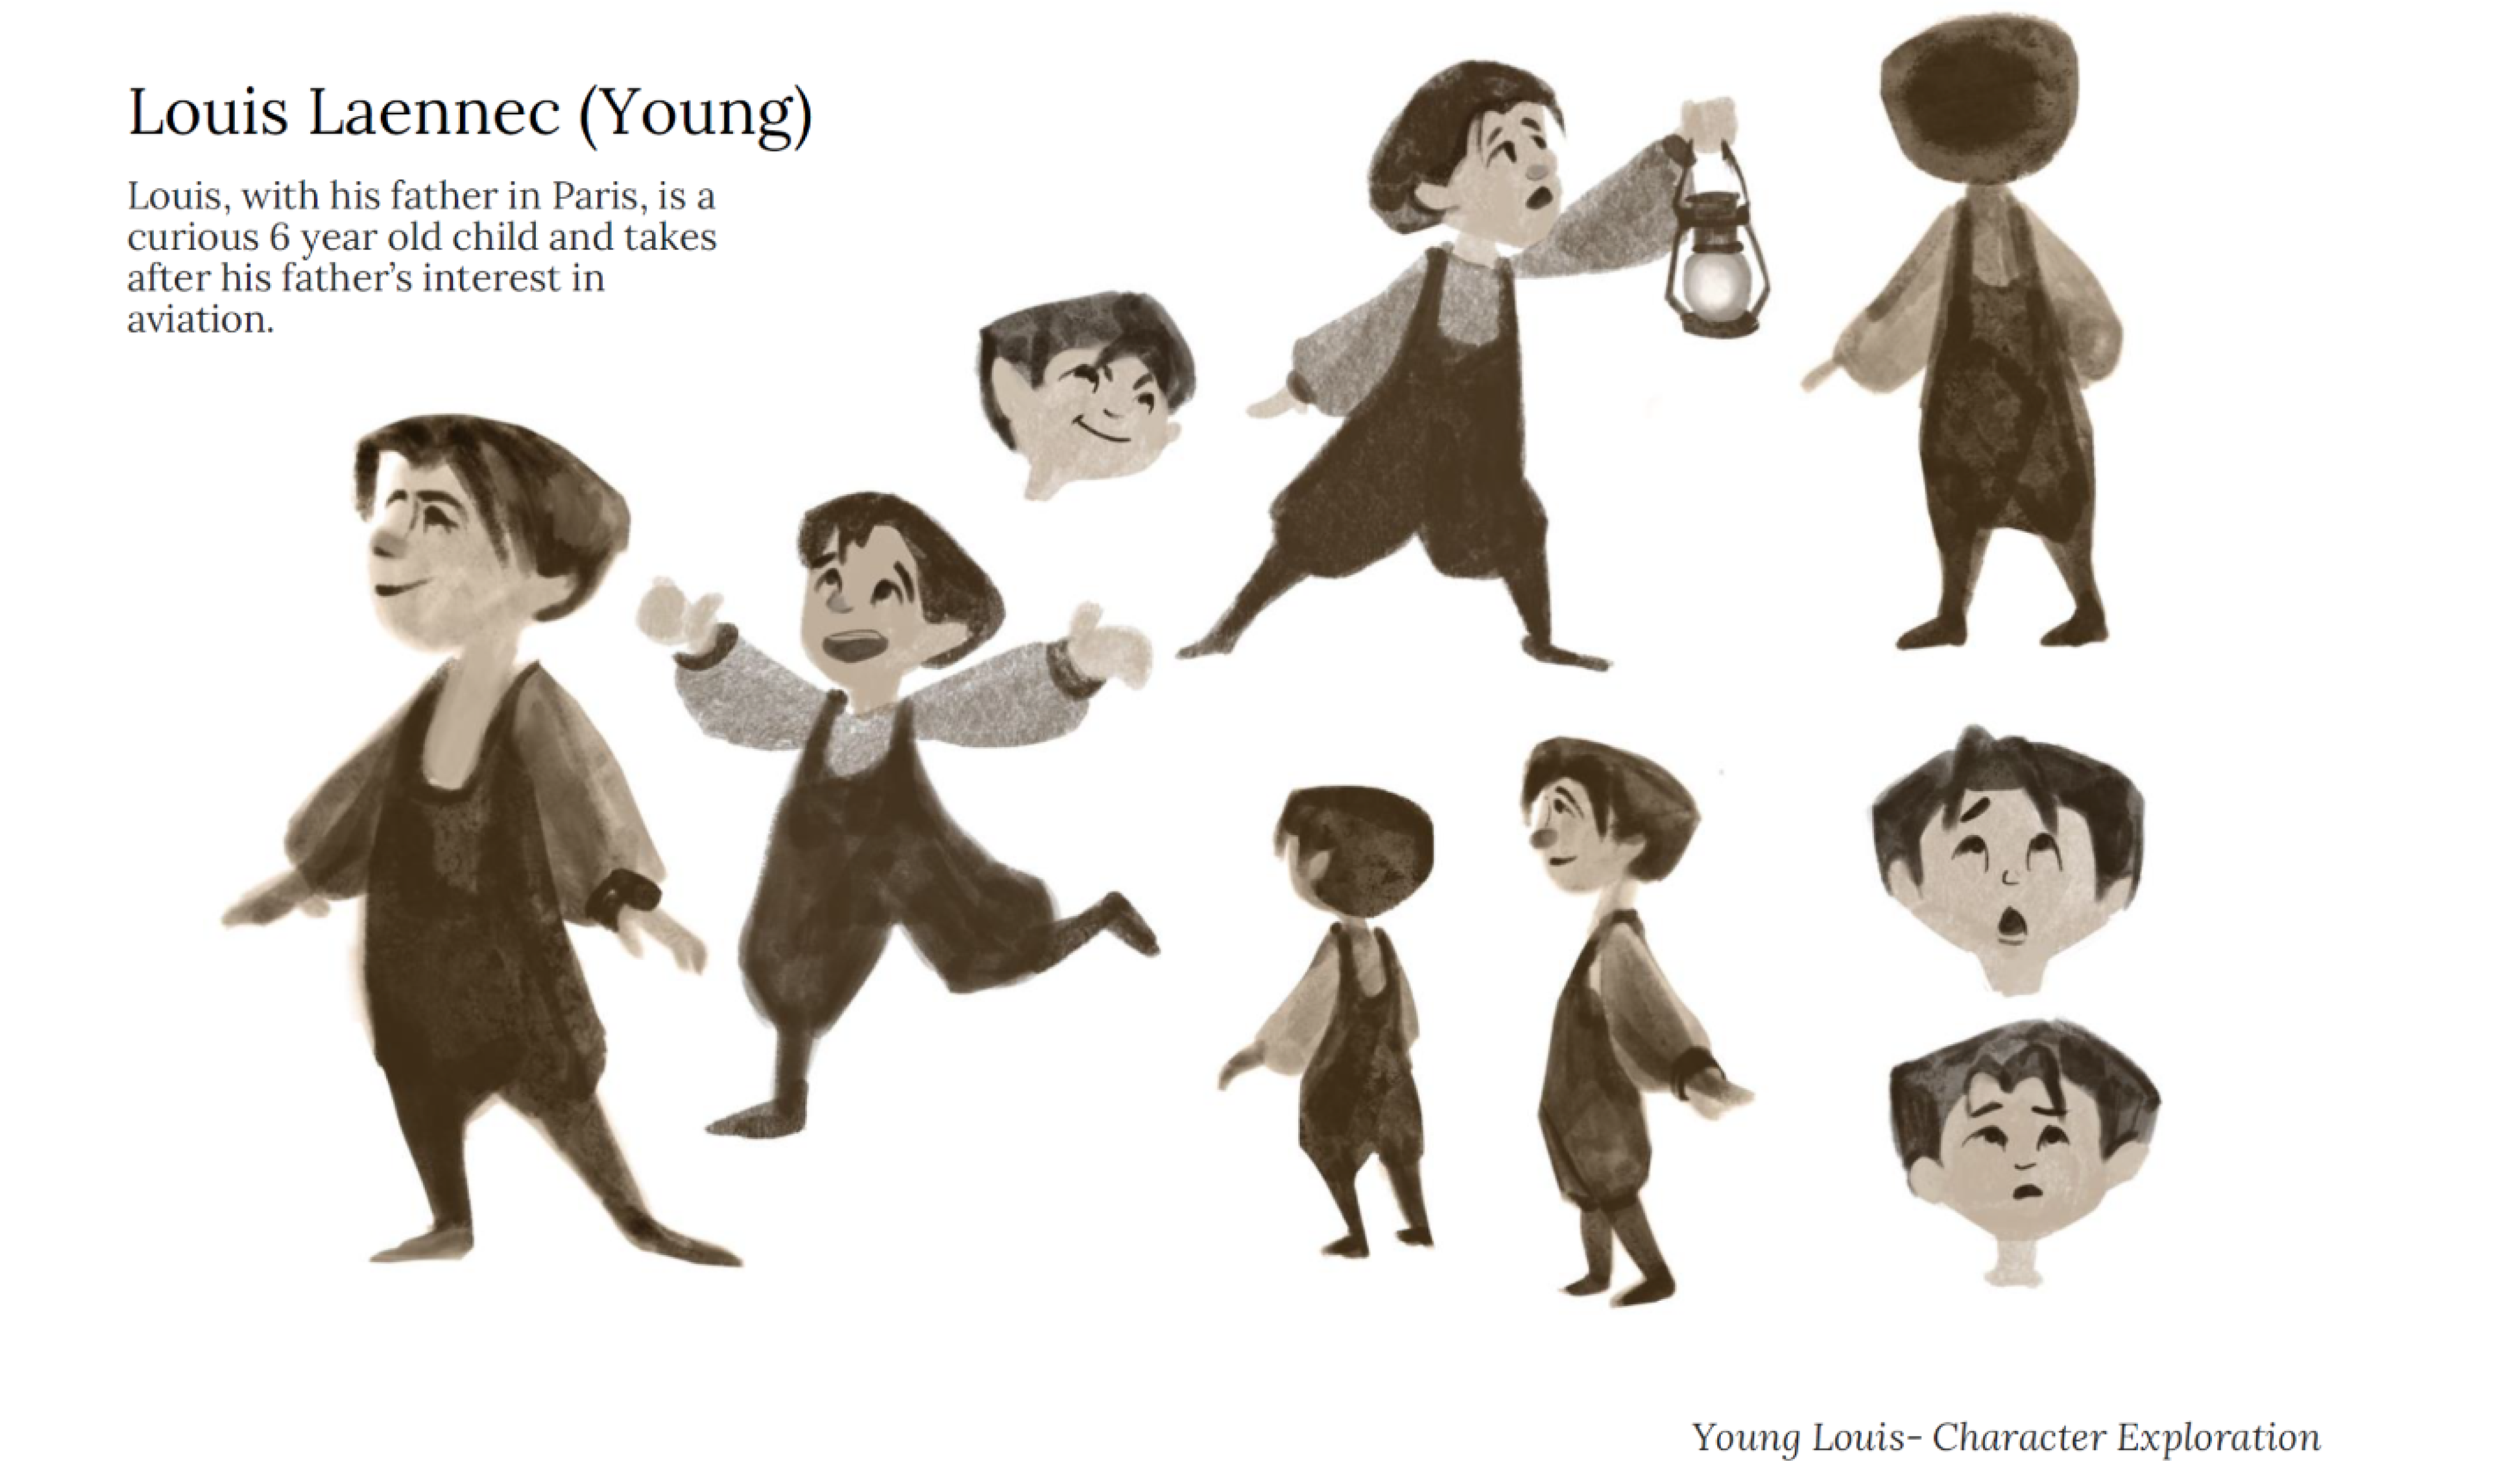 Louis Laennec (Young)
Louis, with his father in Paris, is a
curious 6 year old child and takes
after his father’s interest in
aviation.
Young Louis- Character Exploration